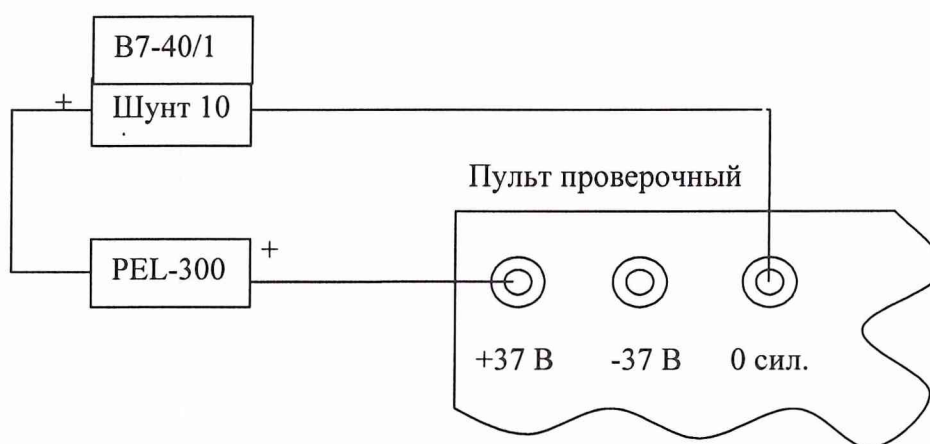 В7-40/1
+ Шунт 10
Пульт проверочный
PEL-300 +
+37 В -37 В 0 сил.